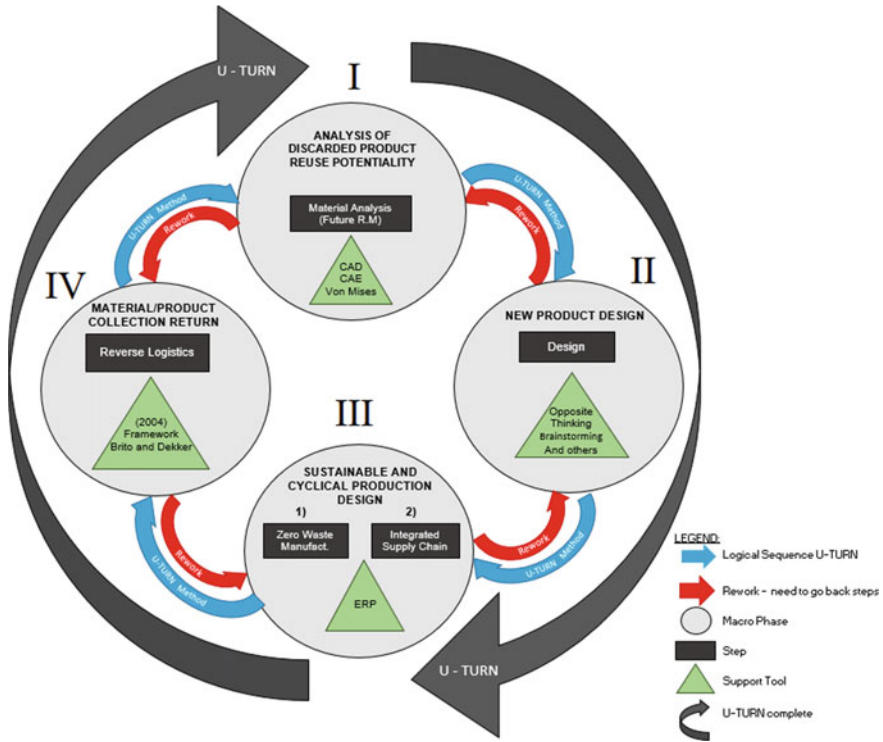 U - TURN
I
ANALYSIS OF
DISCARDED PRODUCT
REUSE POTENTIALITY
Material Analysis
(Future R.M)
CAD
CAE
Von Mises
U-TURN Method
Rework
U-TURN Method
Rework
II
NEW PRODUCT DESIGN
Design
Opposite
Thinking
Brainstorming
And others
IV
MATERIAL/PRODUCT
COLLECTION RETURN
Reverse Logistics
(2004)
Framework
Brito and Dekker
III
SUSTAINABLE AND
CYCLICAL PRODUCTION
DESIGN
1) 2)
Zero Waste
Manufact.
Integrated
Supply Chain
ERP
Rework
U-TURN Method
Rework
U-TURN Method
U - TURN
LEGEND:
Logical Sequence U-TURN
Rework - need to go back steps
Macro Phase
Step
Support Tool
U-TURN complete